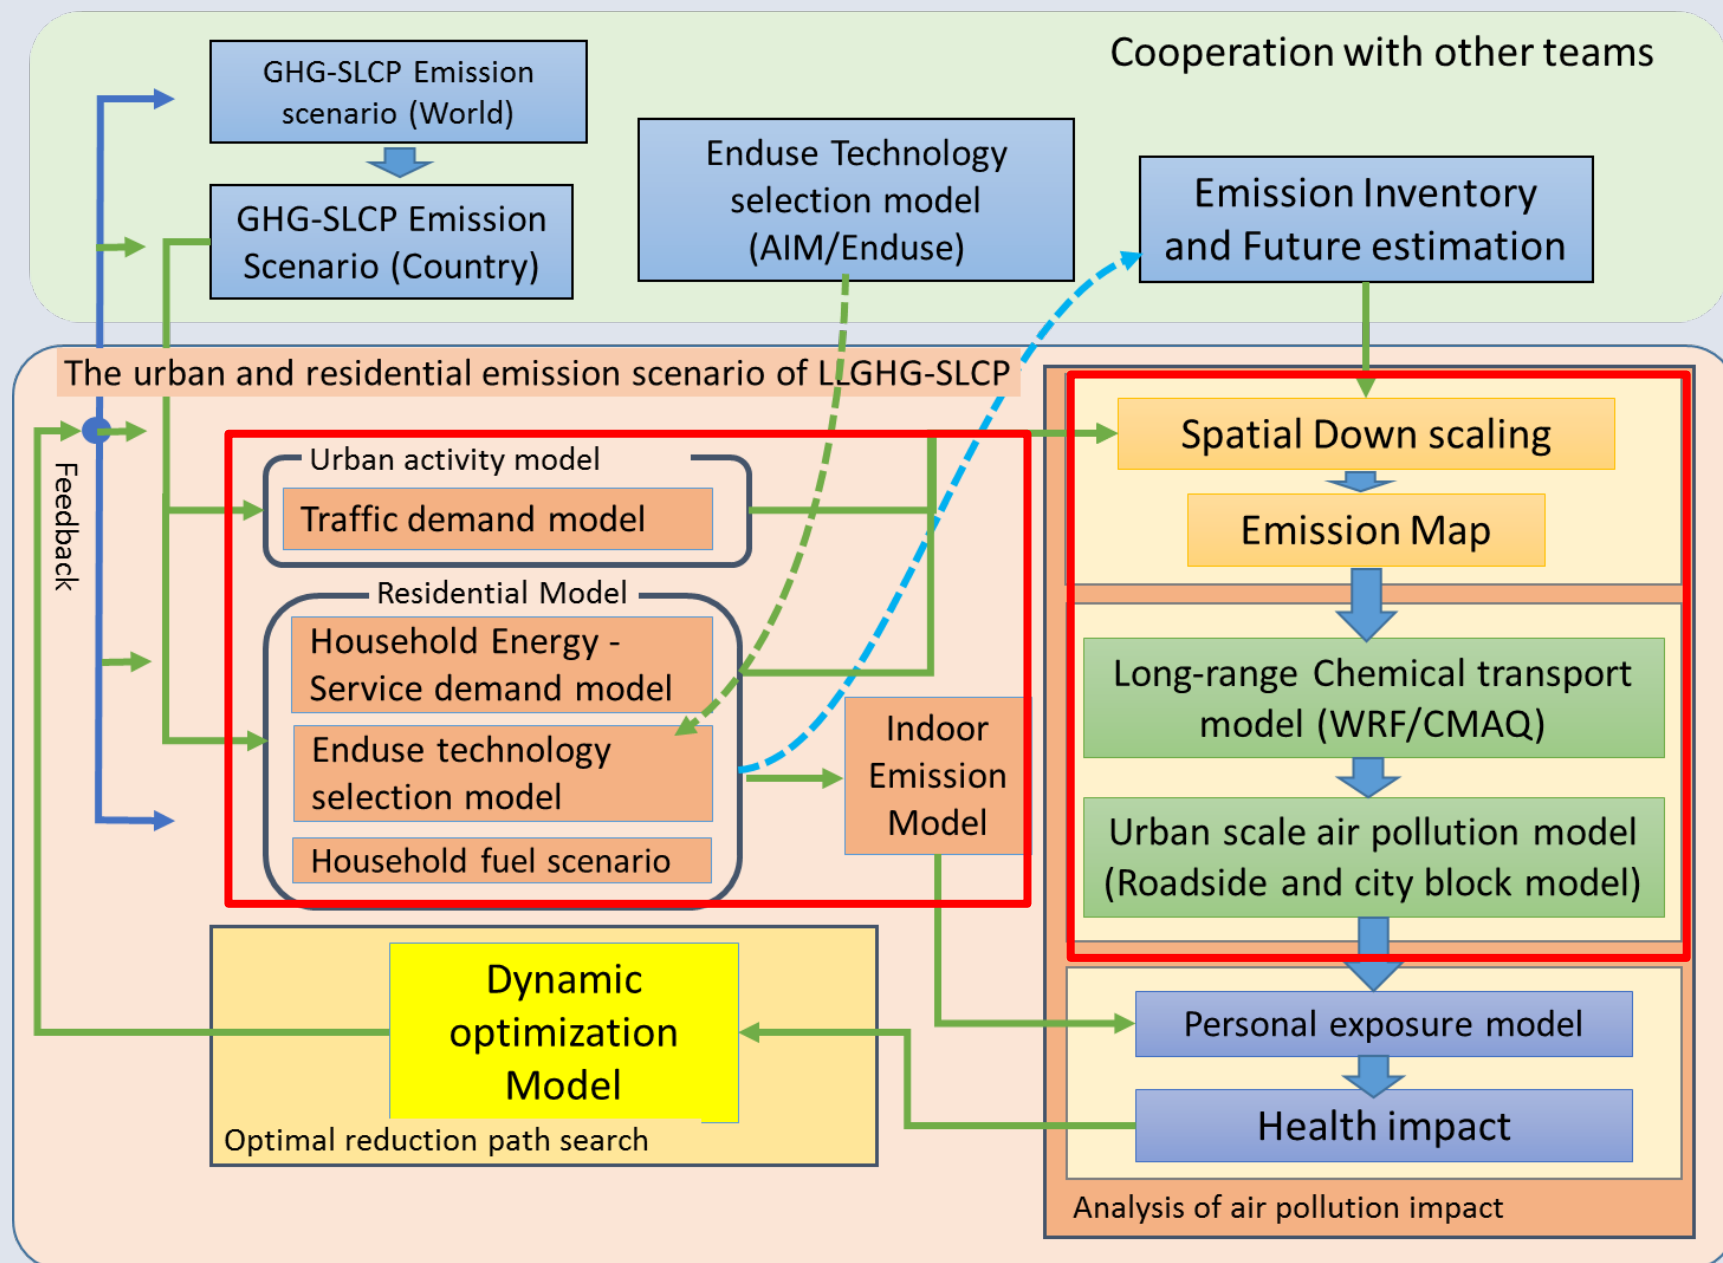 Cooperation with other teams
GHG-SLCP Emission
scenario (World)
GHG-SLCP Emission
Scenario (Country)
Enduse Technology
selection model
(AIM/Enduse)
Emission Inventory
and Future estimation
The urban and residential emission scenario of LLGHG-SLCP
Feedback
Urban activity model
Traffic demand model
Residential Model
Household Energy -
Service demand model
Enduse technology
selection model
Household fuel scenario
Indoor
Emission
Model
Spatial Down scaling
Emission Map
Long-range Chemical transport
model (WRF/CMAQ)
Urban scale air pollution model
(Roadside and city block model)
Personal exposure model
Health impact
Analysis of air pollution impact
Dynamic
optimization
Model
Optimal reduction path search